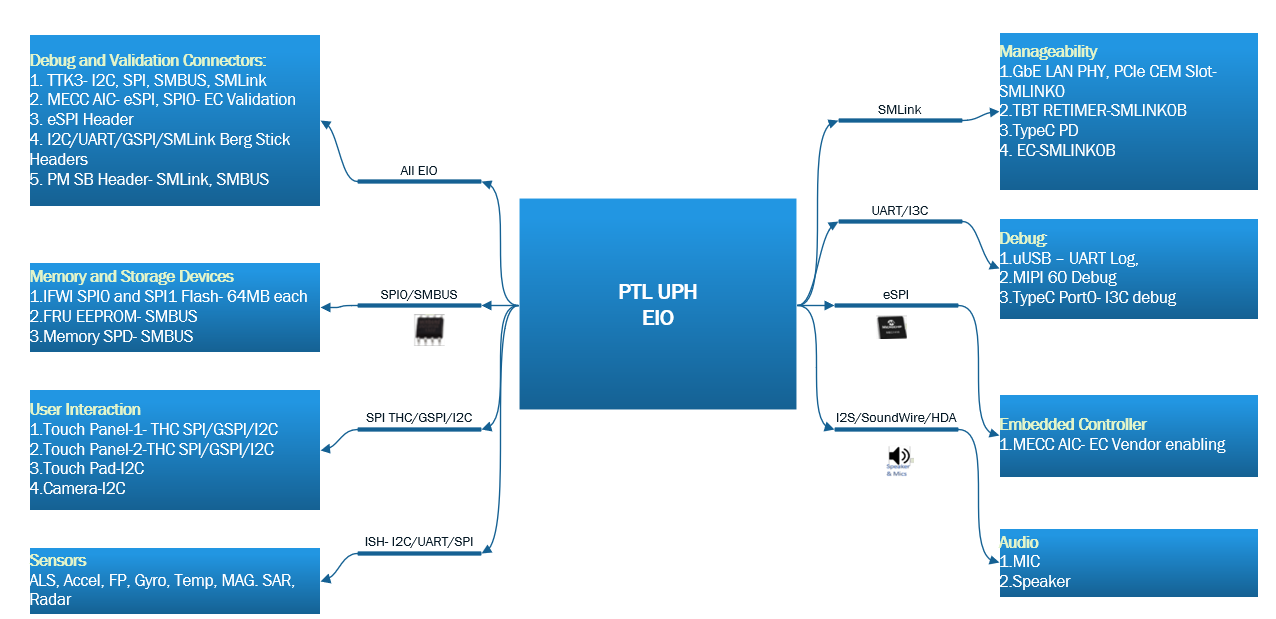 Debug and Validation Connectors:
1. TTK3- I2C, SPI, SMBUS, SMLink
2. MECC AIC- eSPI, SPI0- EC Validation
3. eSPI Header
4. I2C/UART/GSPI/SMLink Berg Stick
Headers
5. PM SB Header- SMLink, SMBUS
All EIO
Memory and Storage Devices
1.IFWI SPI0 and SPI1 Flash- 64MB each
2.FRU EEPROM- SMBUS
3.Memory SPD- SMBUS
SPI0/SMBUS
User Interaction
1.Touch Panel-1- THC SPI/GSPI/I2C
2.Touch Panel-2-THC SPI/GSPI/I2C
3.Touch Pad-I2C
4.Camera-I2C
SPI THC/GSPI/I2C
Sensors
ALS, Accel, FP, Gyro, Temp, MAG. SAR,
Radar
ISH- I2C/UART/SPI
PTL UPH
EIO
SMLink
Manageability
1.GbE LAN PHY, PCIe CEM Slot-
SMLINK0
2.TBT RETIMER-SMLINK0B
3.TypeC PD
4. EC-SMLINK0B
UART/I3C
Debug:
1.uUSB – UART Log,
2.MIPI 60 Debug
3.TypeC Port0- I3C debug
eSPI
Embedded Controller
1.MECC AIC- EC Vendor enabling
I2S/SoundWire/HDA
Speaker
& Mics
Audio
1.MIC
2.Speaker